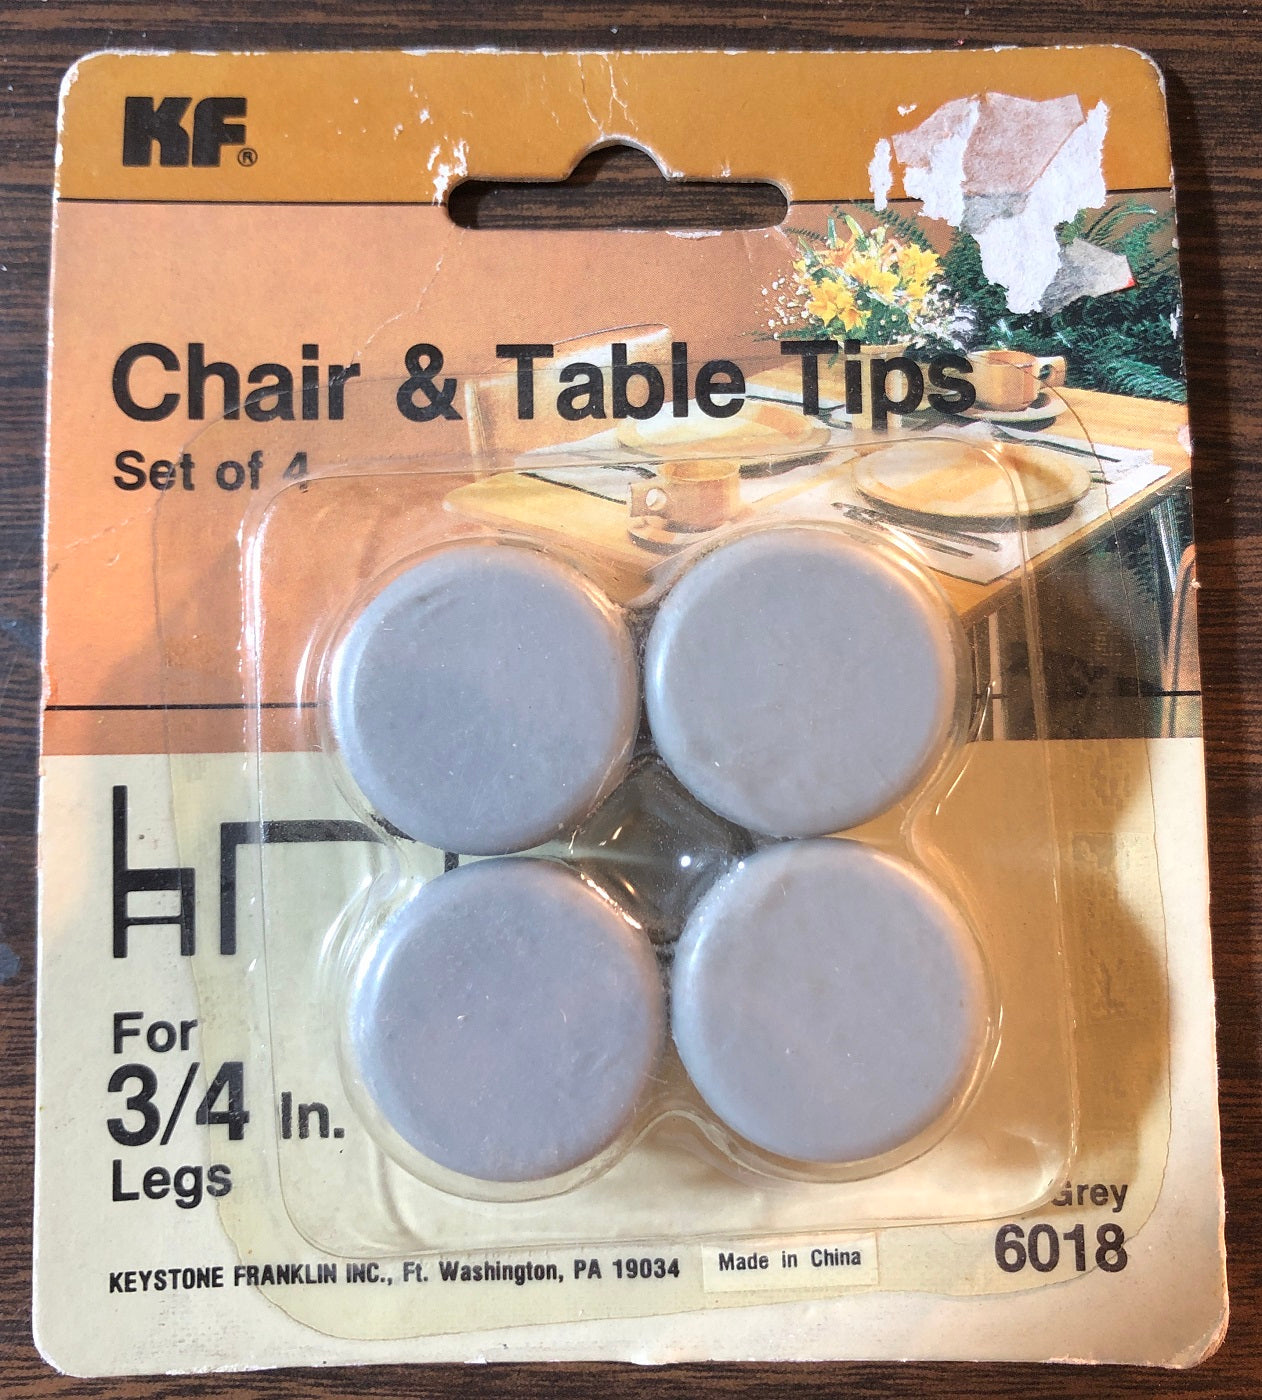 KF®
Chair & Table Tips
Set of 4
For
3/4 In.
Legs
Grey
6018
KEYSTONE FRANKLIN INC., Ft. Washington, PA 19034
Made in China